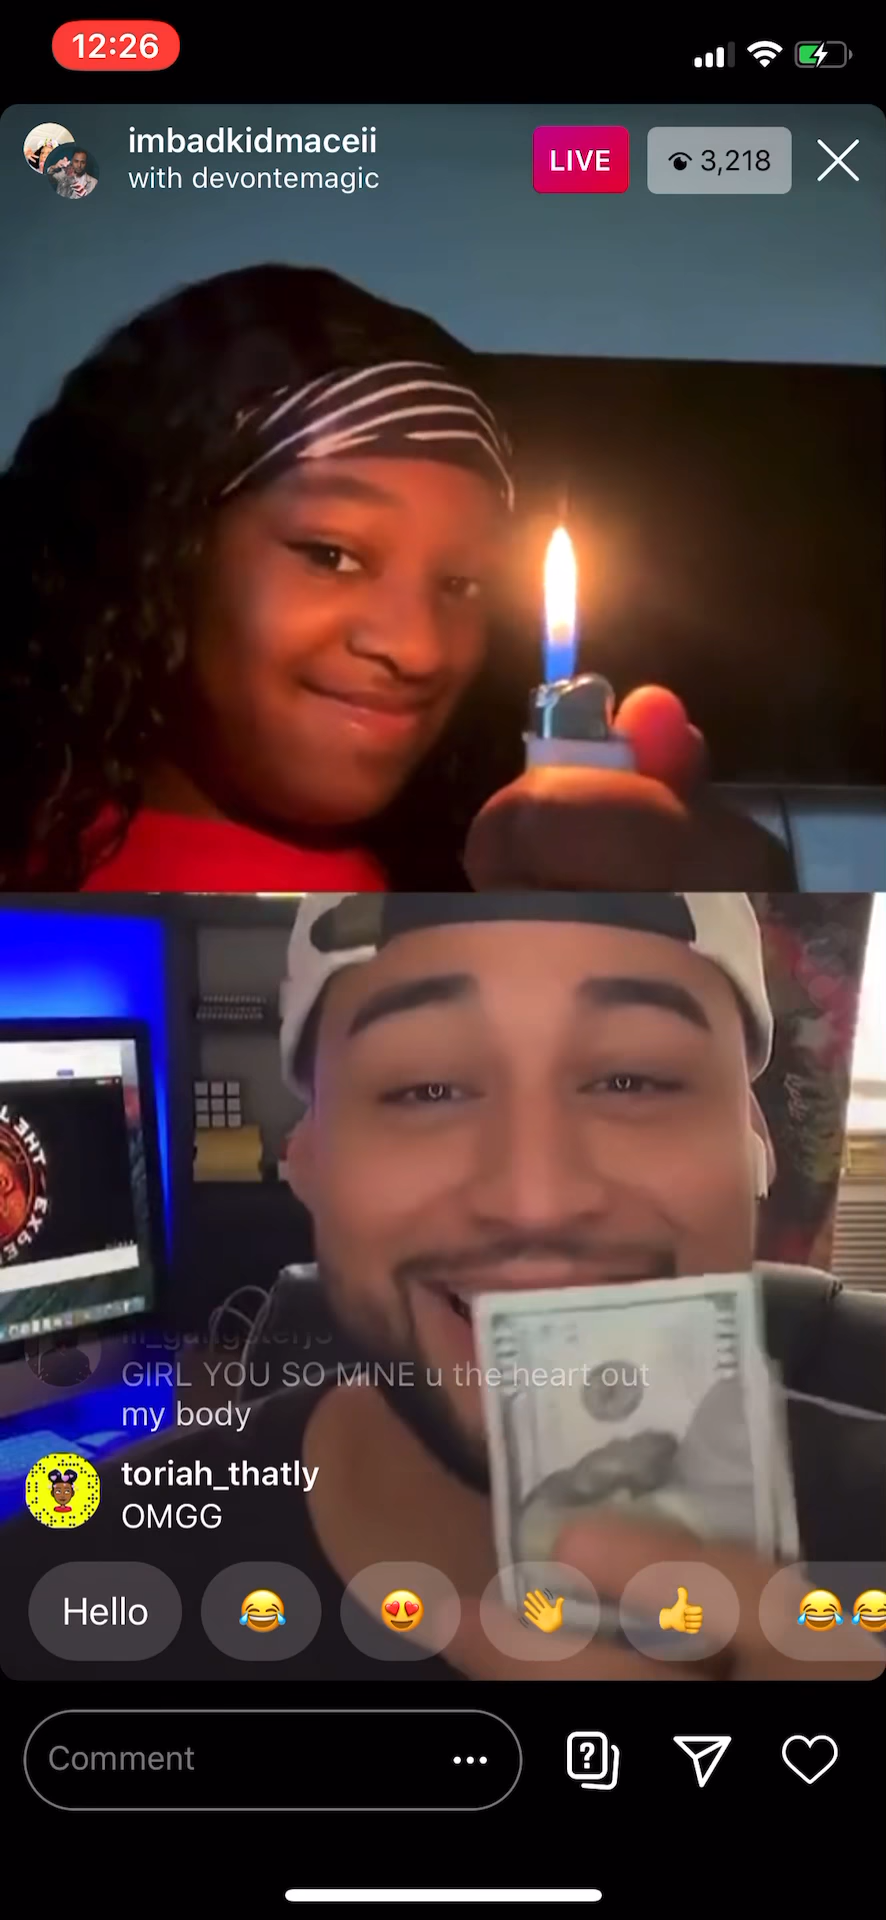 12:26
imbadkidmaceii
with devontemagic
LIVE
3,218
GIRL YOU SO MINE u the heart out
my body
toriah_thatly
OMGG
Hello
Comment